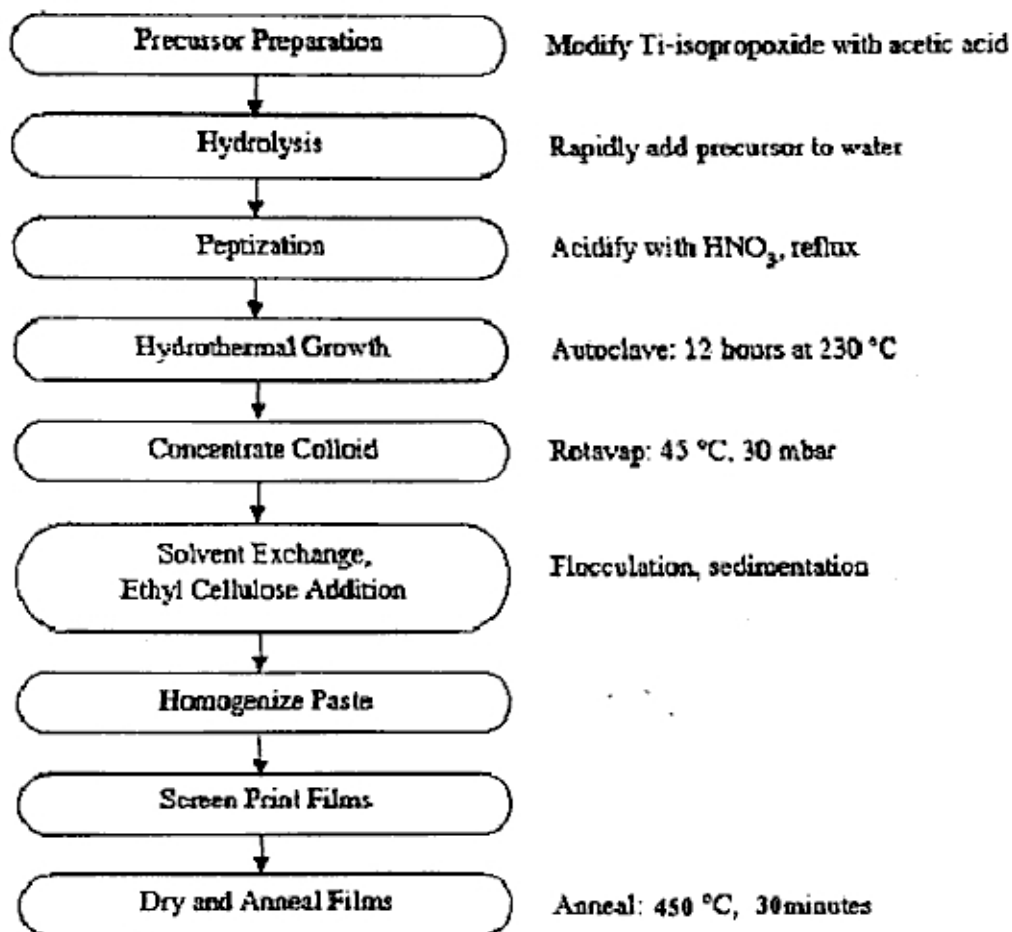 Precursor Preparation
Modify Ti-isopropoxide with acetic acid
Hydrolysis
Rapidly add precursor to water
Peptization
Acidify with HNO₃, reflux
Hydrothermal Growth
Autoclave: 12 hours at 230 °C
Concentrate Colloid
Rotavap: 45 °C, 30 mbar
Solvent Exchange,
Ethyl Cellulose Addition
Flocculation, sedimentation
Homogenize Paste
Screen Print Films
Dry and Anneal Films
Anneal: 450 °C, 30minutes